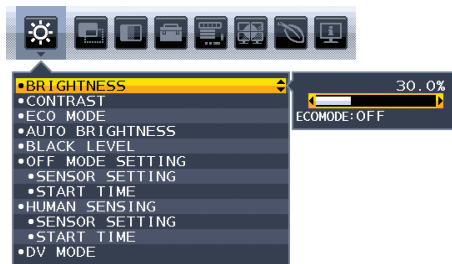 •BRIGHTNESS
•CONTRAST
•ECO MODE
•AUTO BRIGHTNESS
•BLACK LEVEL
•OFF MODE SETTING
•SENSOR SETTING
•START TIME
•HUMAN SENSING
•SENSOR SETTING
•START TIME
•DV MODE
30.0%
ECOMODE:OFF